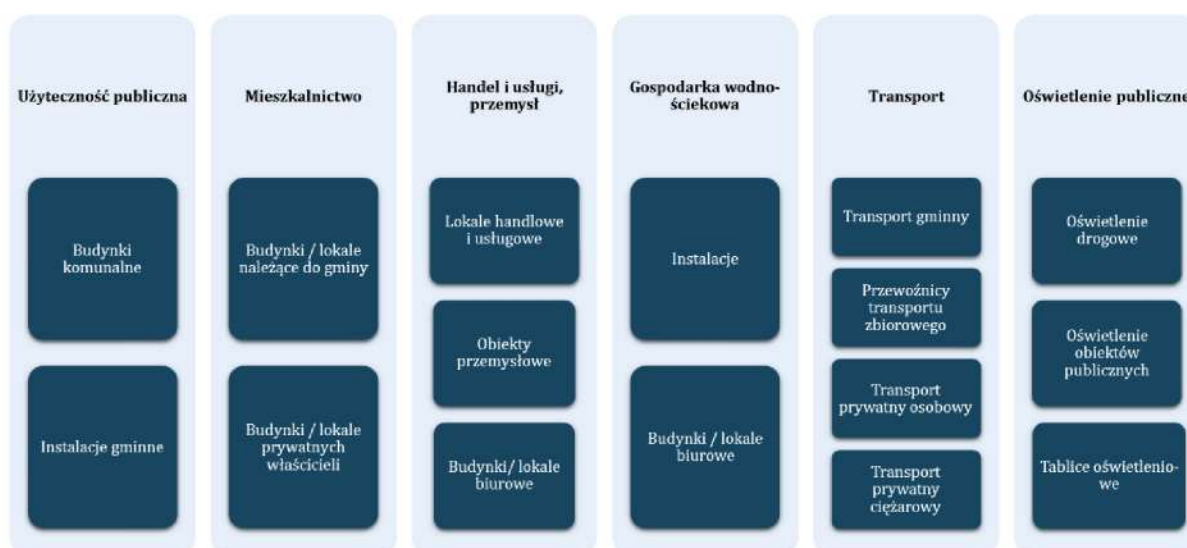 Użyteczność publiczna
Budynki
komunalne
Instalacje gminne
Mieszkalnictwo
Budynki / lokale
należące do gminy
Budynki / lokale
prywatnych
właścicieli
Handel i usługi,
przemysł
Lokale handlowe
i usługowe
Obiekty
przemysłowe
Budynki/ lokale
biurowe
Gospodarka wodno-
ściekowa
Instalacje
Budynki / lokale
biurowe
Transport
Transport gminny
Przewoźnicy
transportu
zbiorowego
Transport
prywatny osobowy
Transport
prywatny
ciężarowy
Oświetlenie publiczne
Oświetlenie
drogowe
Oświetlenie
obiektów
publicznych
Tablice oświetlenio-
we